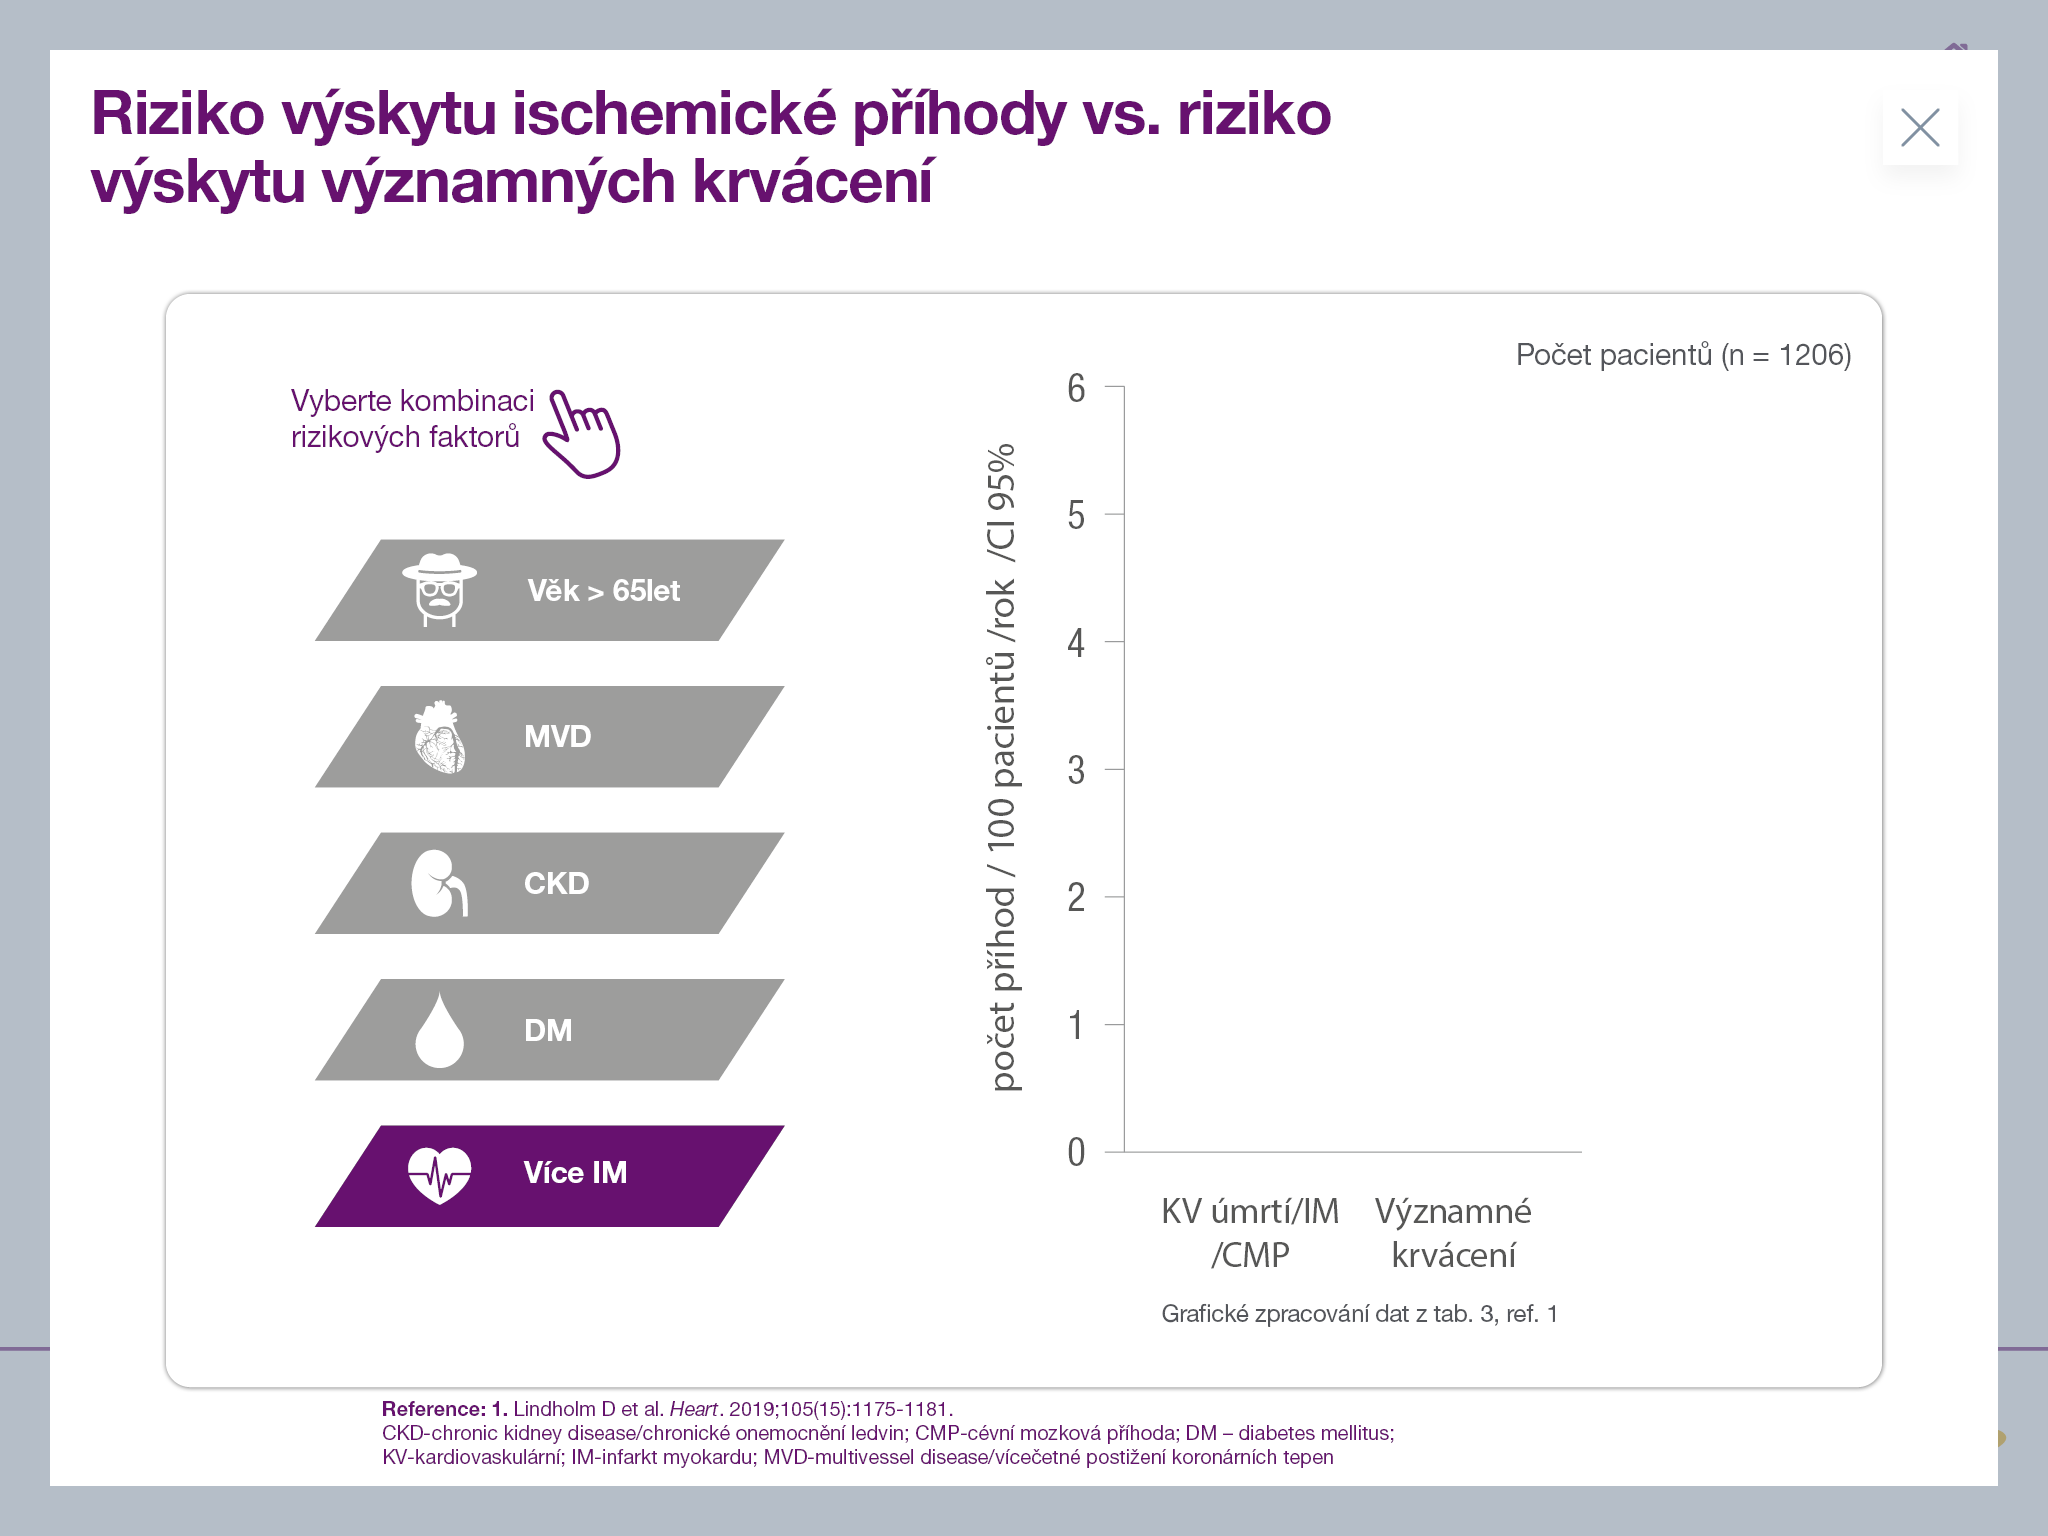 Riziko výskytu ischemické příhody vs. riziko
výskytu významných krvácení
Počet pacientů (n = 1206)
Vyberte kombinaci
rizikových faktorů
Věk > 65let
MVD
CKD
DM
Více IM
počet příhod / 100 pacientů /rok /CI 95%
6
5
4
3
2
1
0
KV úmrtí/IM
/CMP
Významné
krvácení
Grafické zpracování dat z tab. 3, ref. 1
Reference: 1. Lindholm D et al. Heart. 2019;105(15):1175-1181.
CKD-chronic kidney disease/chronické onemocnění ledvin; CMP-cévní mozková příhoda; DM – diabetes mellitus;
KV-kardiovaskulární; IM-infarkt myokardu; MVD-multivessel disease/vícečetné postižení koronárních tepen